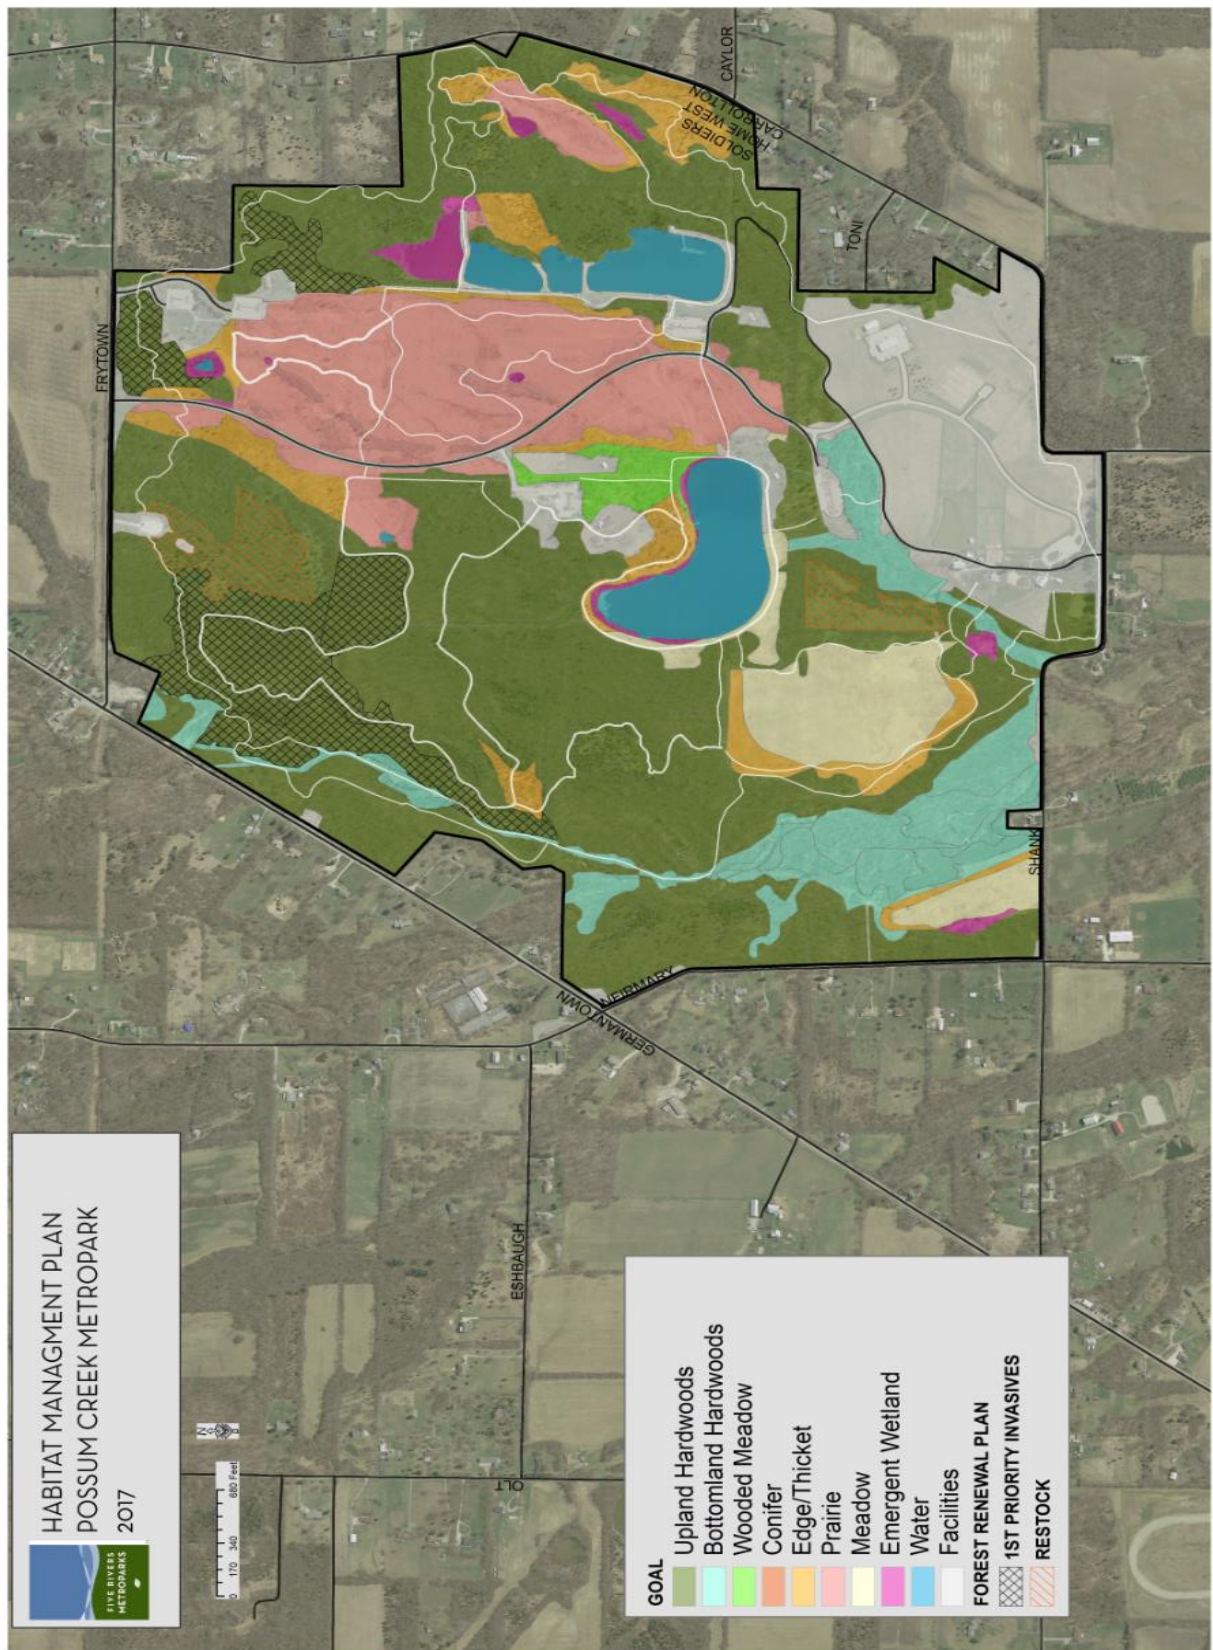 HABITAT MANAGMENT PLAN
POSSUM CREEK METROPARK
2017
FIVE RIVERS
METROPARKS
0 170 340 680 Feet
N
FRYTOWN
CAYLOR
SOLDIERS
HOME WEST
CARROLLTON
TONI
SHANK
INFIRMARY
GERMANTOWN
ESHBAUGH
OLT
GOAL
Upland Hardwoods
Bottomland Hardwoods
Wooded Meadow
Conifer
Edge/Thicket
Prairie
Meadow
Emergent Wetland
Water
Facilities
FOREST RENEWAL PLAN
1ST PRIORITY INVASIVES
RESTOCK